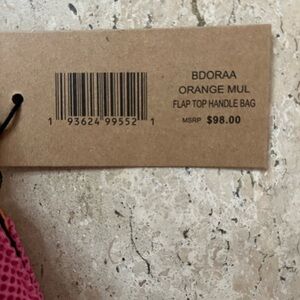 BDORAA
ORANGE MUL
FLAP TOP HANDLE BAG
MSRP $98.00
1 93624 99552 1